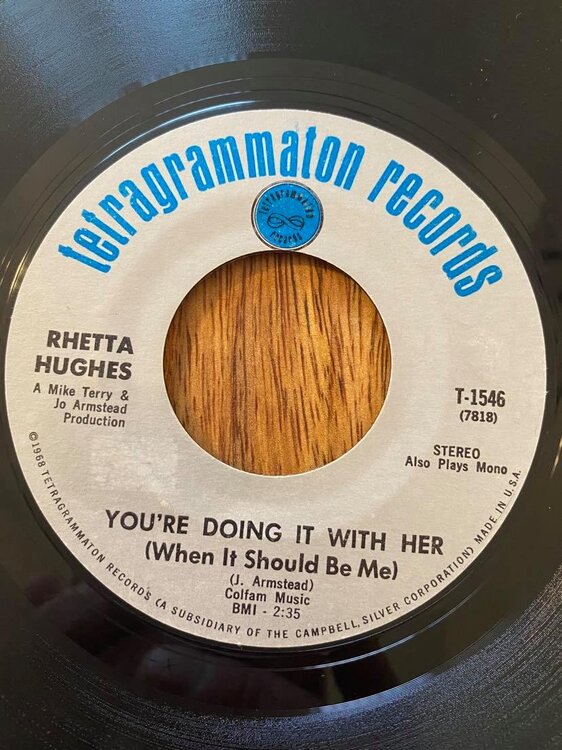 tetragrammaton records
tetragrammaton
records
RHETTA
HUGHES
A Mike Terry &
Jo Armstead
Production
T-1546
(7818)
STEREO
Also Plays Mono
YOU'RE DOING IT WITH HER
(When It Should Be Me)
(J. Armstead)
Colfam Music
BMI - 2:35
©1968 TETRAGRAMMATON RECORDS (A SUBSIDIARY OF THE CAMPBELL, SILVER CORPORATION) MADE IN U.S.A.